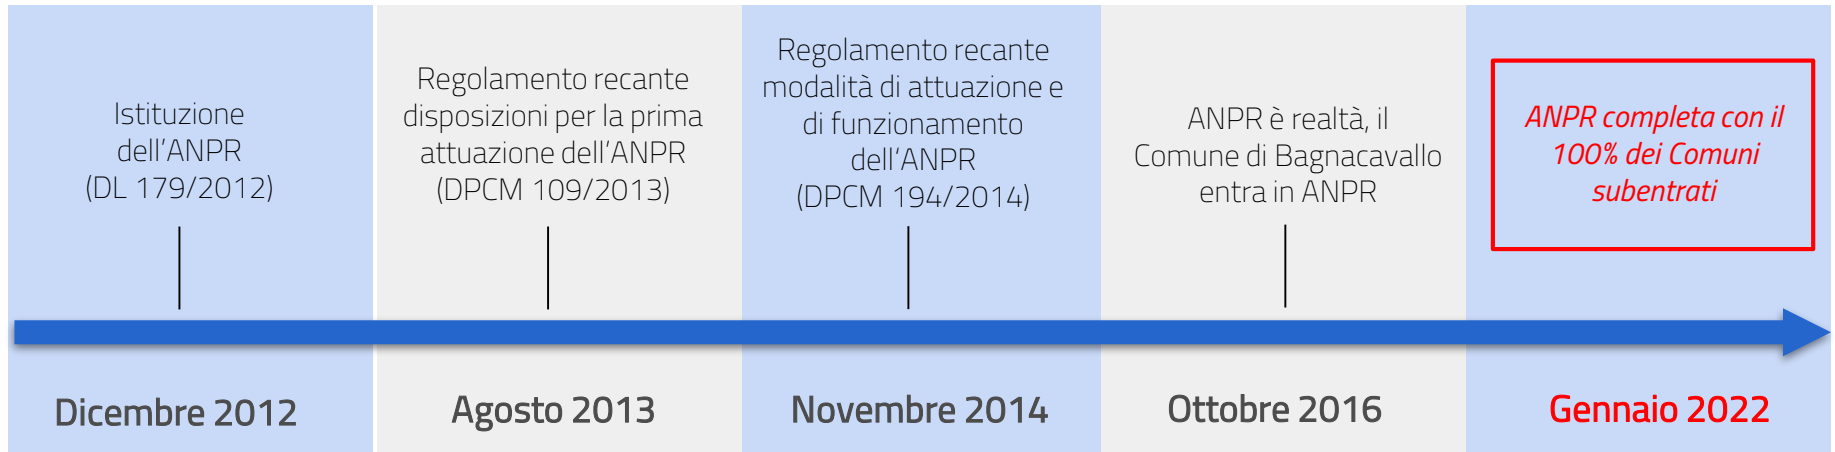 Istituzione
dell'ANPR
(DL 179/2012)
Regolamento recante
disposizioni per la prima
attuazione dell'ANPR
(DPCM 109/2013)
Regolamento recante
modalità di attuazione e
di funzionamento
dell'ANPR
(DPCM 194/2014)
ANPR è realtà, il
Comune di Bagnacavallo
entra in ANPR
ANPR completa con il
100% dei Comuni
subentrati
Dicembre 2012
Agosto 2013
Novembre 2014
Ottobre 2016
Gennaio 2022